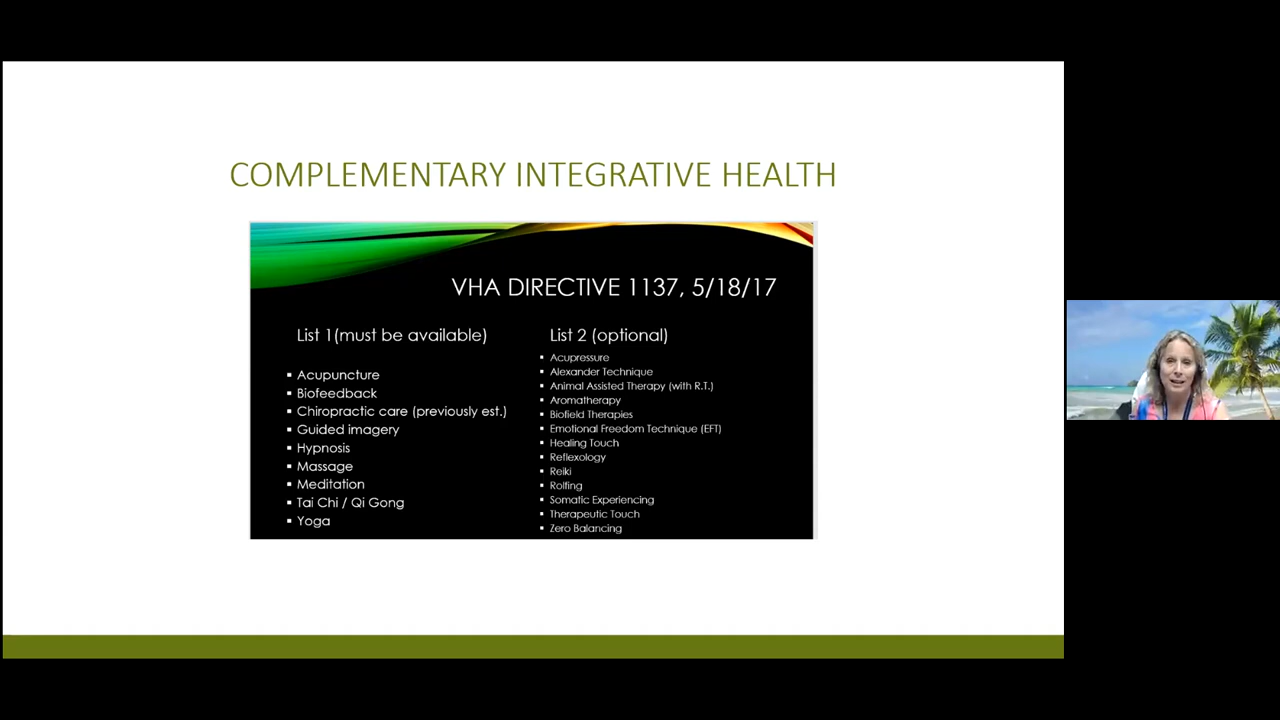 COMPLEMENTARY INTEGRATIVE HEALTH
VHA DIRECTIVE 1137, 5/18/17
List 1(must be available)
▪ Acupuncture
▪ Biofeedback
▪ Chiropractic care (previously est.)
▪ Guided imagery
▪ Hypnosis
▪ Massage
▪ Meditation
▪ Tai Chi / Qi Gong
▪ Yoga
List 2 (optional)
▪ Acupressure
▪ Alexander Technique
▪ Animal Assisted Therapy (with R.T.)
▪ Aromatherapy
▪ Biofield Therapies
▪ Emotional Freedom Technique (EFT)
▪ Healing Touch
▪ Reflexology
▪ Reiki
▪ Rolfing
▪ Somatic Experiencing
▪ Therapeutic Touch
▪ Zero Balancing